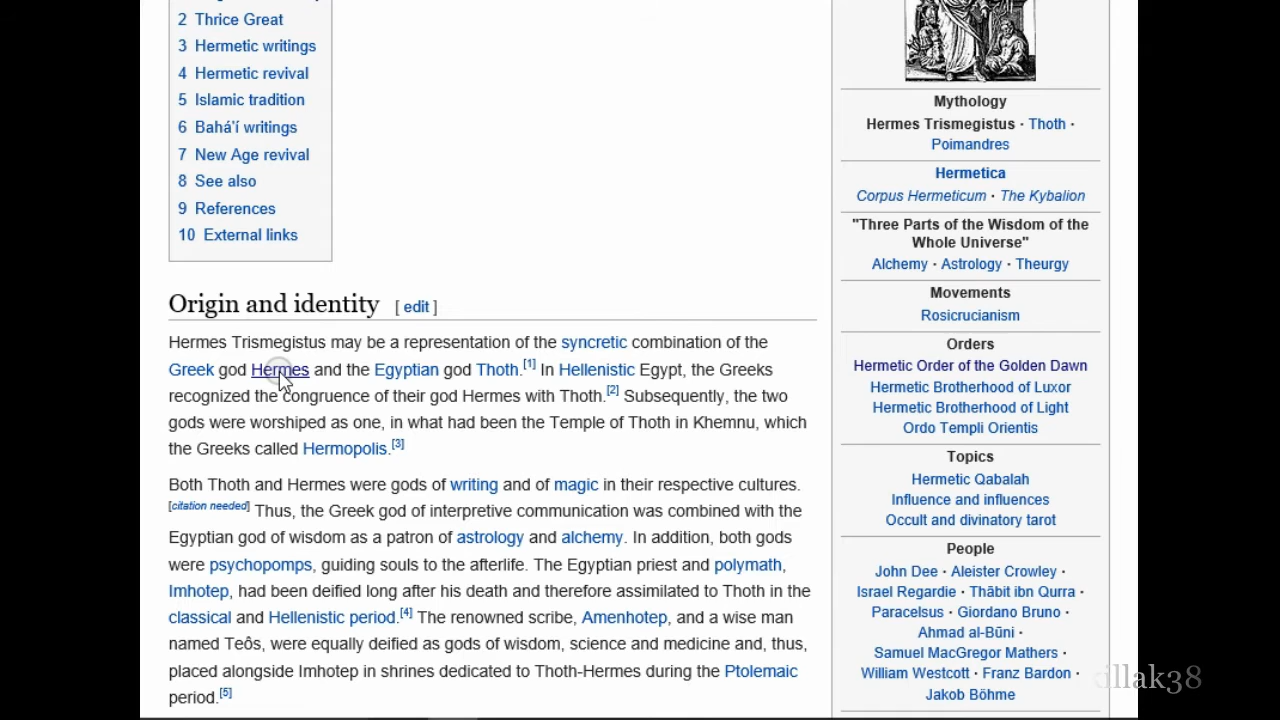 2 Thrice Great
3 Hermetic writings
4 Hermetic revival
5 Islamic tradition
6 Bahá'í writings
7 New Age revival
8 See also
9 References
10 External links
Origin and identity [ edit ]
Hermes Trismegistus may be a representation of the syncretic combination of the
Greek god Hermes and the Egyptian god Thoth.[1] In Hellenistic Egypt, the Greeks
recognized the congruence of their god Hermes with Thoth.[2] Subsequently, the two
gods were worshiped as one, in what had been the Temple of Thoth in Khemnu, which
the Greeks called Hermopolis.[3]
Both Thoth and Hermes were gods of writing and of magic in their respective cultures.
[citation needed] Thus, the Greek god of interpretive communication was combined with the
Egyptian god of wisdom as a patron of astrology and alchemy. In addition, both gods
were psychopomps, guiding souls to the afterlife. The Egyptian priest and polymath,
Imhotep, had been deified long after his death and therefore assimilated to Thoth in the
classical and Hellenistic period.[4] The renowned scribe, Amenhotep, and a wise man
named Teôs, were equally deified as gods of wisdom, science and medicine and, thus,
placed alongside Imhotep in shrines dedicated to Thoth-Hermes during the Ptolemaic
period.[5]
Mythology
Hermes Trismegistus · Thoth ·
Poimandres
Hermetica
Corpus Hermeticum · The Kybalion
"Three Parts of the Wisdom of the
Whole Universe"
Alchemy · Astrology · Theurgy
Movements
Rosicrucianism
Orders
Hermetic Order of the Golden Dawn
Hermetic Brotherhood of Luxor
Hermetic Brotherhood of Light
Ordo Templi Orientis
Topics
Hermetic Qabalah
Influence and influences
Occult and divinatory tarot
People
John Dee · Aleister Crowley ·
Israel Regardie · Thābit ibn Qurra ·
Paracelsus · Giordano Bruno ·
Ahmad al-Būni ·
Samuel MacGregor Mathers ·
William Westcott · Franz Bardon ·
Jakob Böhme